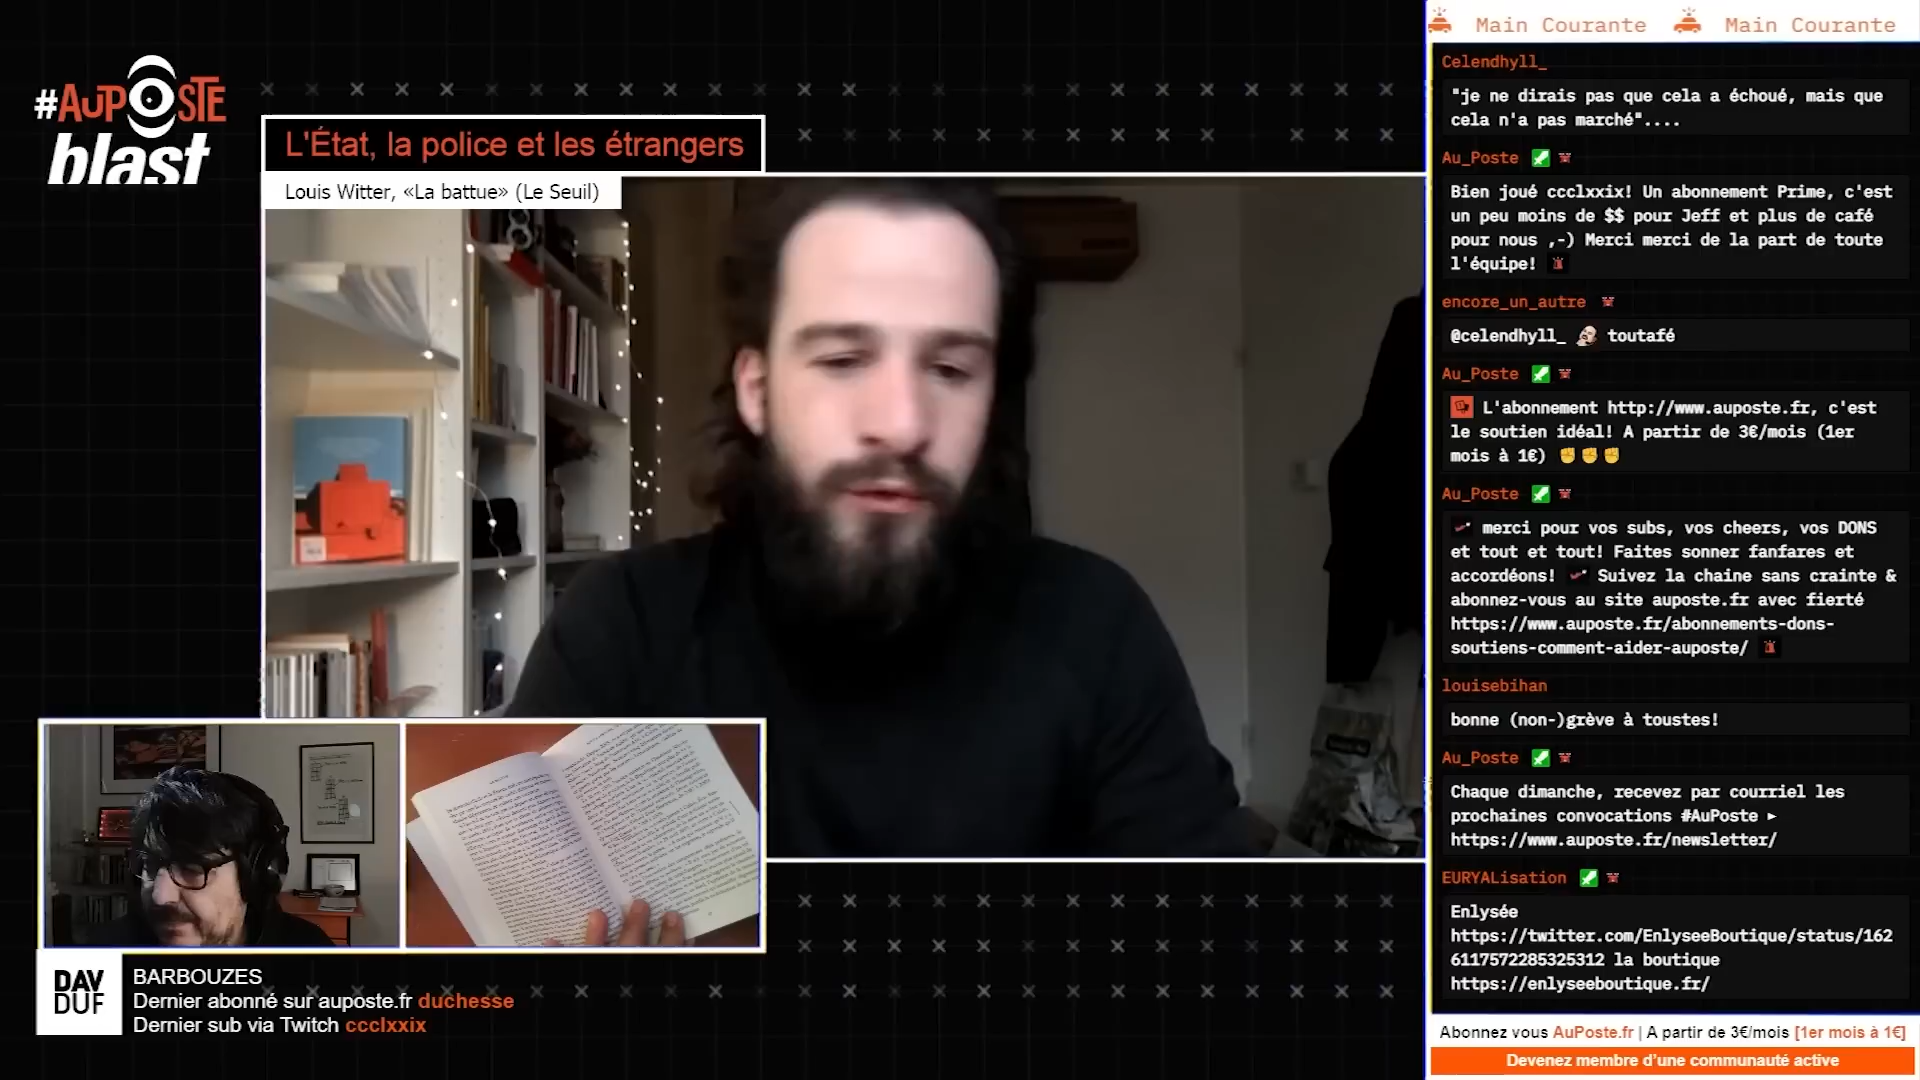 #AUPOSTE
blast
L'État, la police et les étrangers
Louis Witter, «La battue» (Le Seuil)
DAV
DUF
BARBOUZES
Dernier abonné sur auposte.fr duchesse
Dernier sub via Twitch ccclxxix
Main Courante Main Courante
Celendhyll_
"je ne dirais pas que cela a échoué, mais que
cela n'a pas marché"....
Au_Poste
Bien joué ccclxxix! Un abonnement Prime, c'est
un peu moins de $$ pour Jeff et plus de café
pour nous ,-) Merci merci de la part de toute
l'équipe!
encore_un_autre
@celendhyll_ toutafé
Au_Poste
L'abonnement http://www.auposte.fr, c'est
le soutien idéal! A partir de 3€/mois (1er
mois à 1€) ✊✊✊
Au_Poste
merci pour vos subs, vos cheers, vos DONS
et tout et tout! Faites sonner fanfares et
accordéons! Suivez la chaine sans crainte &
abonnez-vous au site auposte.fr avec fierté
https://www.auposte.fr/abonnements-dons-
soutiens-comment-aider-auposte/
louisebihan
bonne (non-)grève à toustes!
Au_Poste
Chaque dimanche, recevez par courriel les
prochaines convocations #AuPoste ▸
https://www.auposte.fr/newsletter/
EURYALisation
Enlysée
https://twitter.com/EnlyseeBoutique/status/162
6117572285325312 la boutique
https://enlyseeboutique.fr/
Abonnez vous AuPoste.fr | A partir de 3€/mois [1er mois à 1€]
Devenez membre d'une communauté active